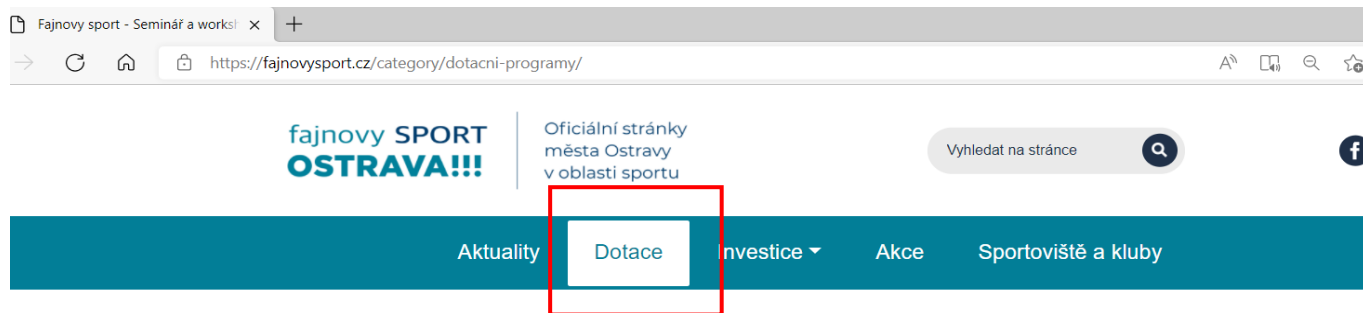 Fajnovy sport - Seminář a worksh
https://fajnovysport.cz/category/dotacni-programy/
fajnovy SPORT
OSTRAVA!!!
Oficiální stránky
města Ostravy
v oblasti sportu
Vyhledat na stránce
Aktuality Dotace Investice Akce Sportoviště a kluby